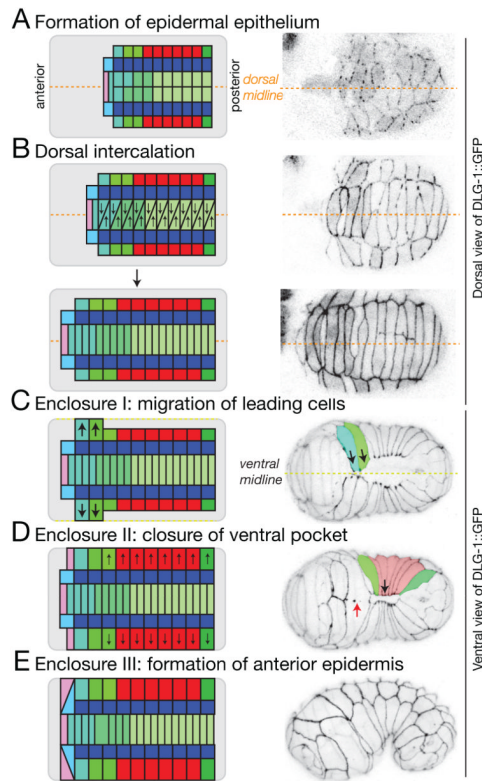 A Formation of epidermal epithelium
anterior
posterior
dorsal
midline
B Dorsal intercalation
Dorsal view of DLG-1::GFP
C Enclosure I: migration of leading cells
ventral
midline
D Enclosure II: closure of ventral pocket
Ventral view of DLG-1::GFP
E Enclosure III: formation of anterior epidermis